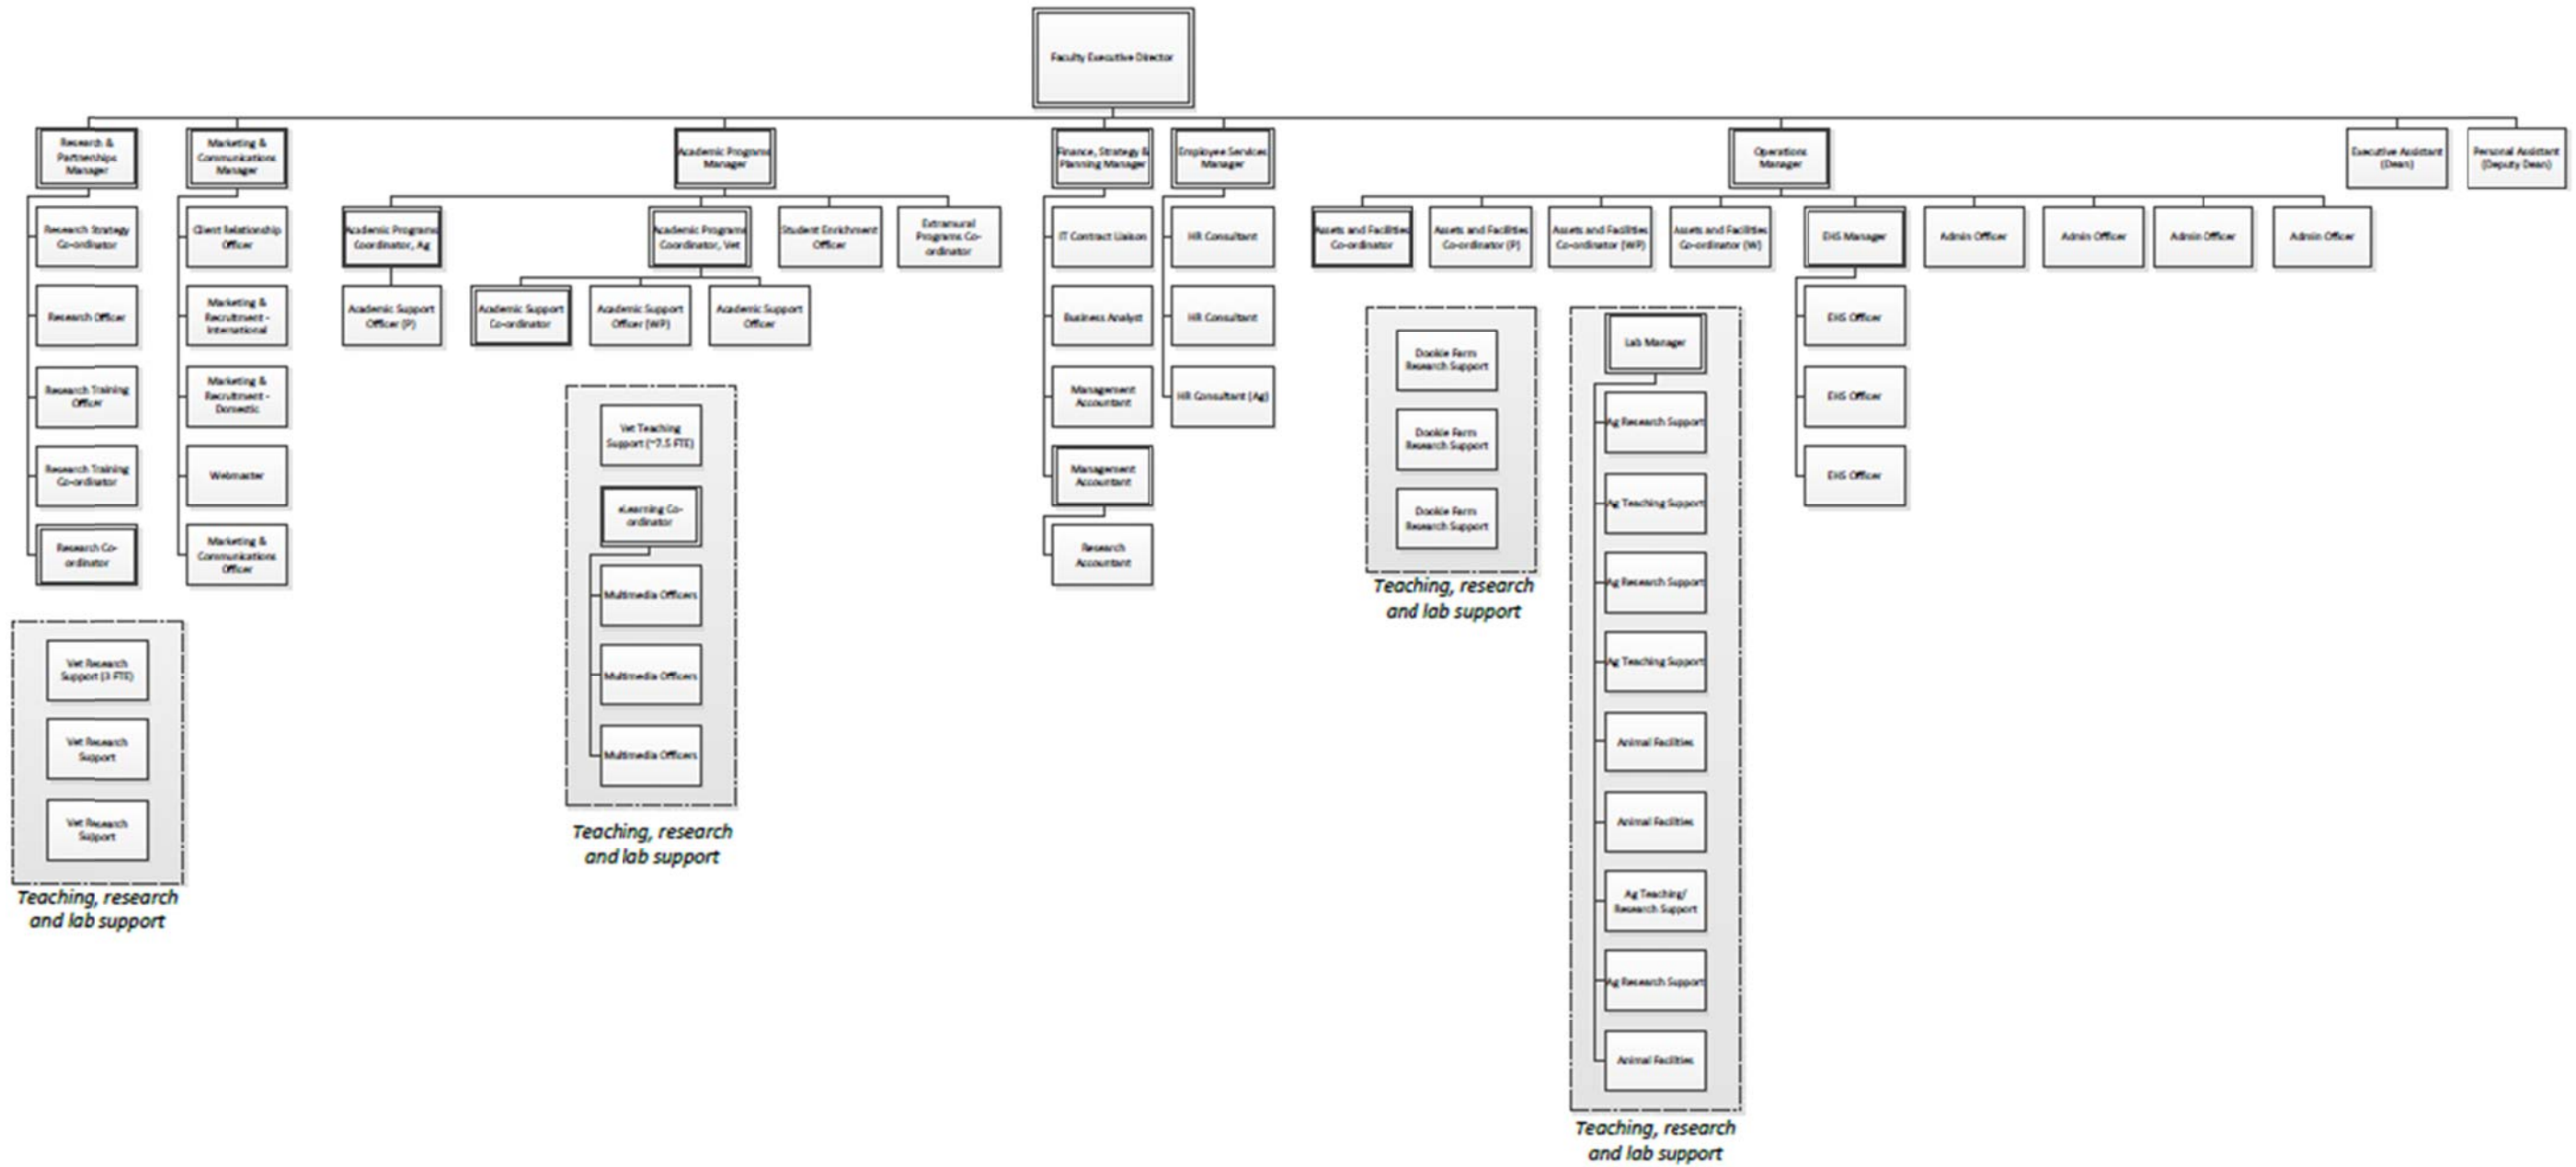 Faculty Executive Director
Research &
Partnerships
Manager
Marketing &
Communications
Manager
Academic Programs
Manager
Finance, Strategy &
Planning Manager
Employee Services
Manager
Operations
Manager
Executive Assistant
(Dean)
Personal Assistant
(Deputy Dean)
Research Strategy
Co-ordinator
Research Officer
Research Training
Officer
Research Training
Co-ordinator
Research Co-
ordinator
Vet Research
Support (3 FTE)
Vet Research
Support
Vet Research
Support
Teaching, research
and lab support
Client Relationship
Officer
Marketing &
Recruitment -
International
Marketing &
Recruitment -
Domestic
Webmaster
Marketing &
Communications
Officer
Academic Programs
Coordinator, Ag
Academic Programs
Coordinator, Vet
Student Enrichment
Officer
Extramural
Programs Co-
ordinator
Academic Support
Officer (P)
Academic Support
Co-ordinator
Academic Support
Officer (WP)
Academic Support
Officer
Vet Teaching
Support (~7.5 FTE)
eLearning Co-
ordinator
Multimedia Officers
Multimedia Officers
Multimedia Officers
Teaching, research
and lab support
IT Contract Liaison
Business Analyst
Management
Accountant
Management
Accountant
Research
Accountant
HR Consultant
HR Consultant
HR Consultant (Ag)
Assets and Facilities
Co-ordinator
Assets and Facilities
Co-ordinator (P)
Assets and Facilities
Co-ordinator (WP)
Assets and Facilities
Co-ordinator (W)
EHS Manager
Admin Officer
Admin Officer
Admin Officer
Admin Officer
Dookie Farm
Research Support
Dookie Farm
Research Support
Dookie Farm
Research Support
Teaching, research
and lab support
Lab Manager
Ag Research Support
Ag Teaching Support
Ag Research Support
Ag Teaching Support
Animal Facilities
Animal Facilities
Ag Teaching/
Research Support
Ag Research Support
Animal Facilities
Teaching, research
and lab support
EHS Officer
EHS Officer
EHS Officer